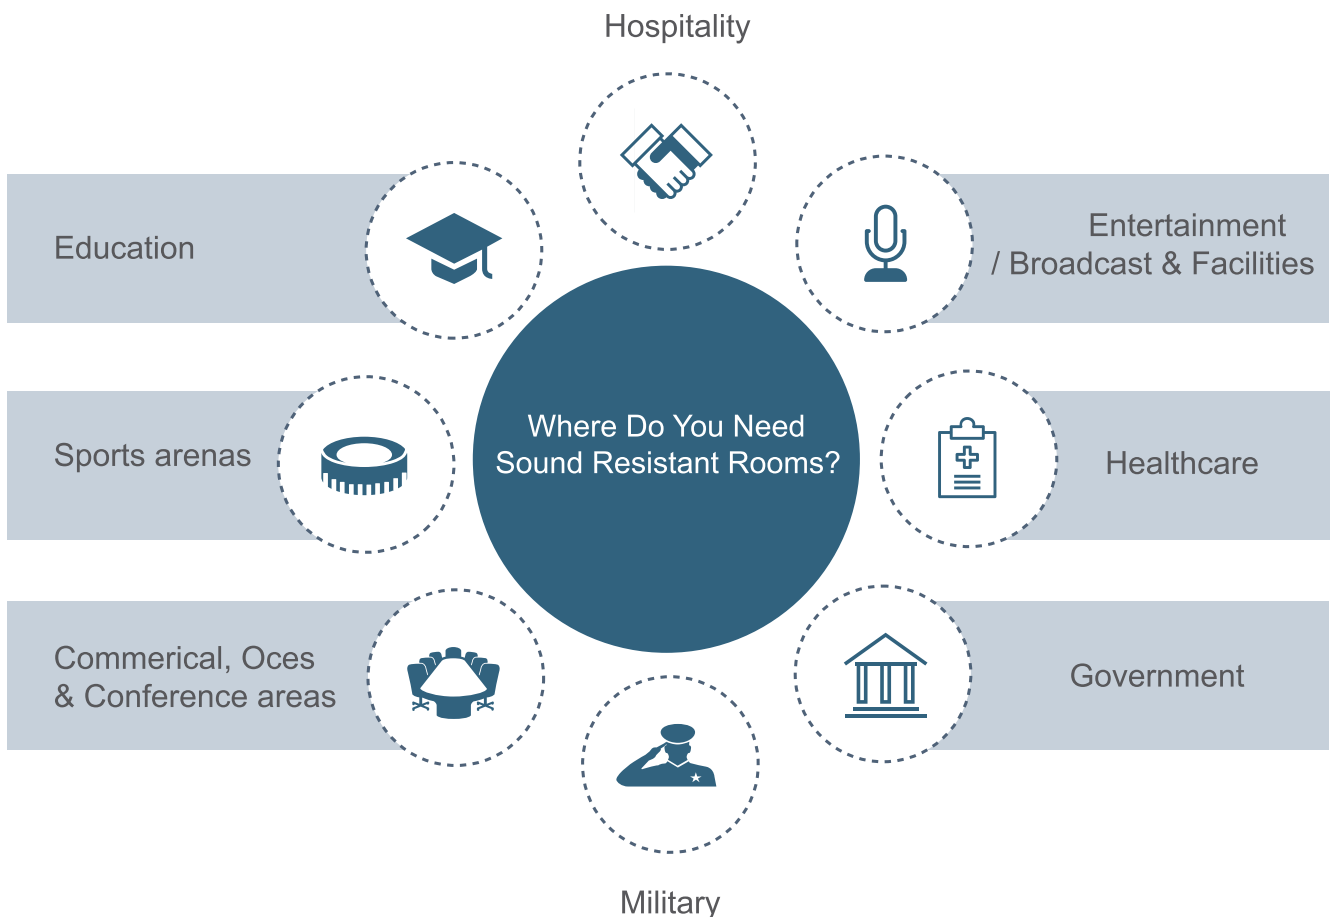 Hospitality
Education
Entertainment
/ Broadcast & Facilities
Where Do You Need
Sound Resistant Rooms?
Sports arenas
Healthcare
Commerical, Oces
& Conference areas
Government
Military